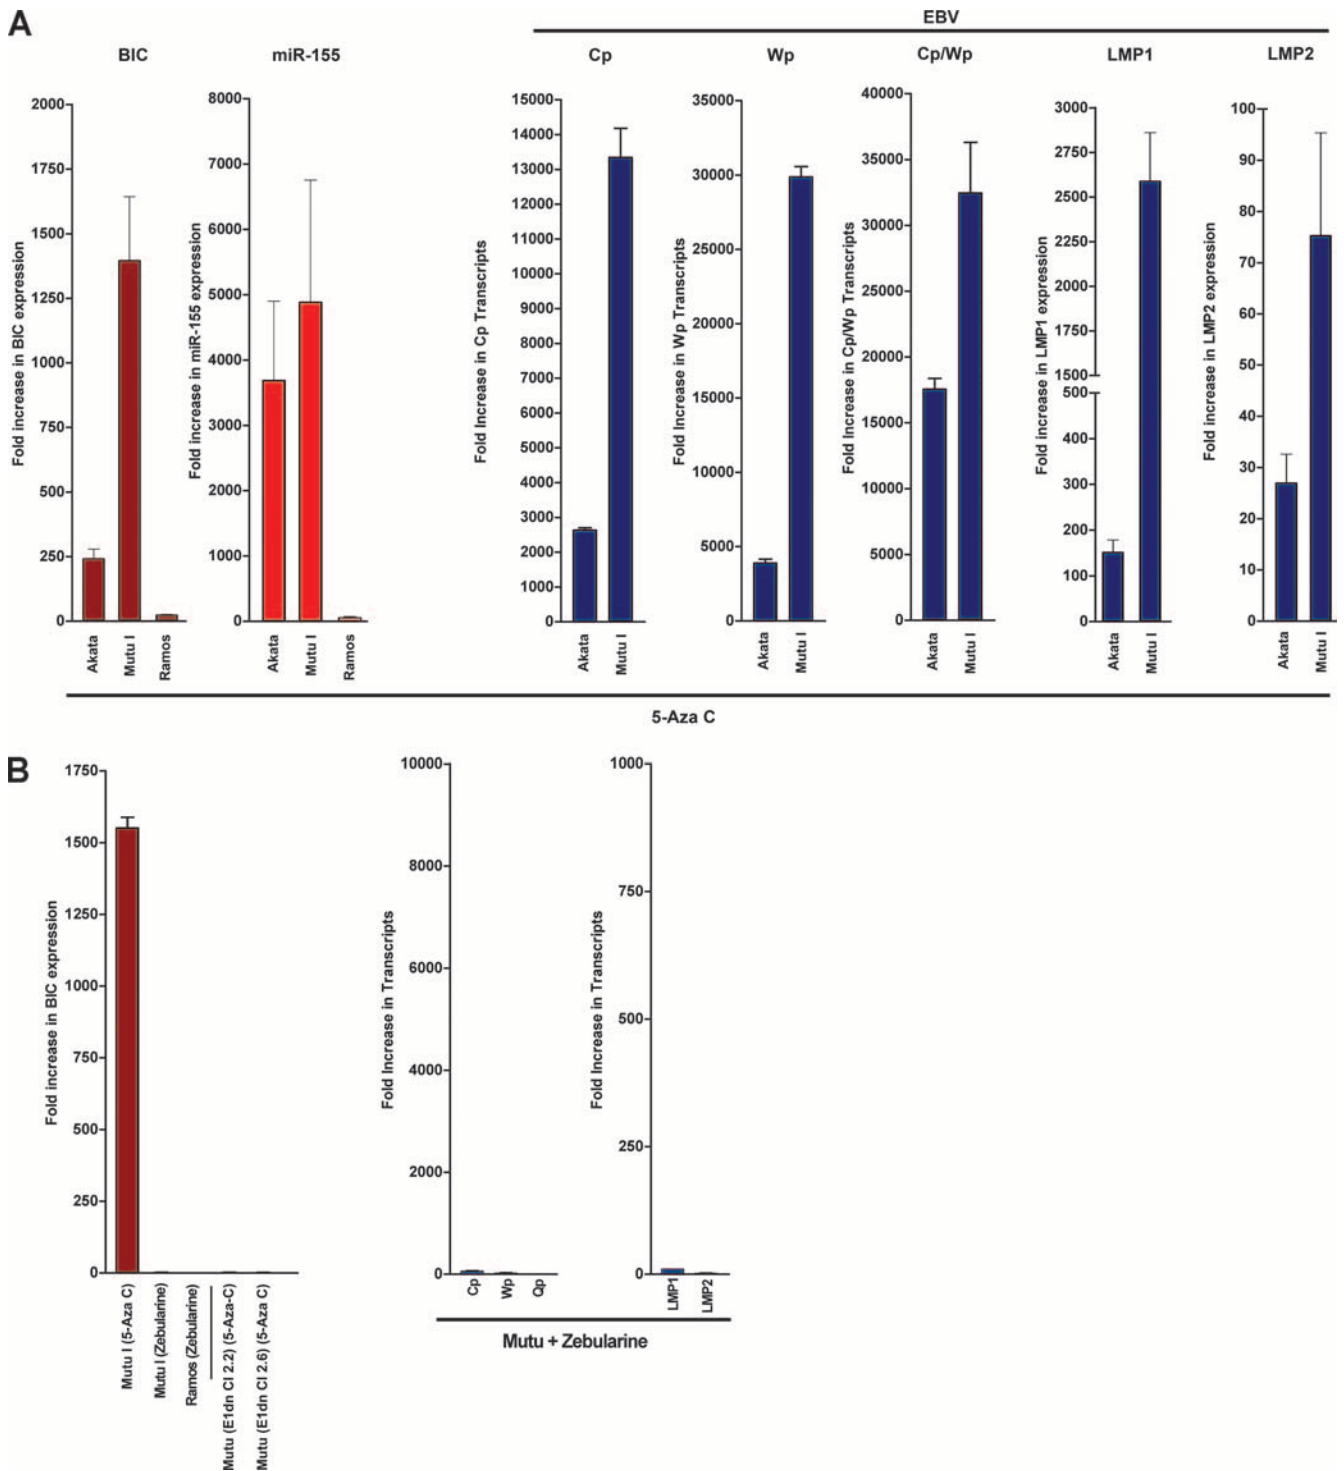 A
EBV
BIC
miR-155
Cp
Wp
Cp/Wp
LMP1
LMP2
Fold increase in BIC expression
2000
1750
1500
1250
1000
750
500
250
0
Akata
Mutu I
Ramos
Fold increase in miR-155 expression
8000
7000
6000
5000
4000
3000
2000
1000
0
Akata
Mutu I
Ramos
Fold increase in Cp Transcripts
15000
14000
13000
12000
11000
10000
9000
8000
7000
6000
5000
4000
3000
2000
1000
0
Akata
Mutu I
Fold increase in Wp Transcripts
35000
30000
25000
20000
15000
10000
5000
0
Akata
Mutu I
Fold Increase in Cp/Wp Transcripts
40000
35000
30000
25000
20000
15000
10000
5000
0
Akata
Mutu I
Fold increase in LMP1 expression
3000
2750
2500
2250
2000
1750
1500
500
400
300
200
100
0
Akata
Mutu I
Fold increase in LMP2 expression
100
90
80
70
60
50
40
30
20
10
0
Akata
Mutu I
5-Aza C
B
Fold increase in BIC expression
1750
1500
1250
1000
750
500
250
0
Mutu I (5-Aza C)
Mutu I (Zebularine)
Ramos (Zebularine)
Mutu (E1dn Cl 2.2) (5-Aza-C)
Mutu (E1dn Cl 2.6) (5-Aza C)
Fold Increase in Transcripts
10000
8000
6000
4000
2000
0
Cp
Wp
Qp
Fold Increase in Transcripts
1000
750
500
250
0
LMP1
LMP2
Mutu + Zebularine